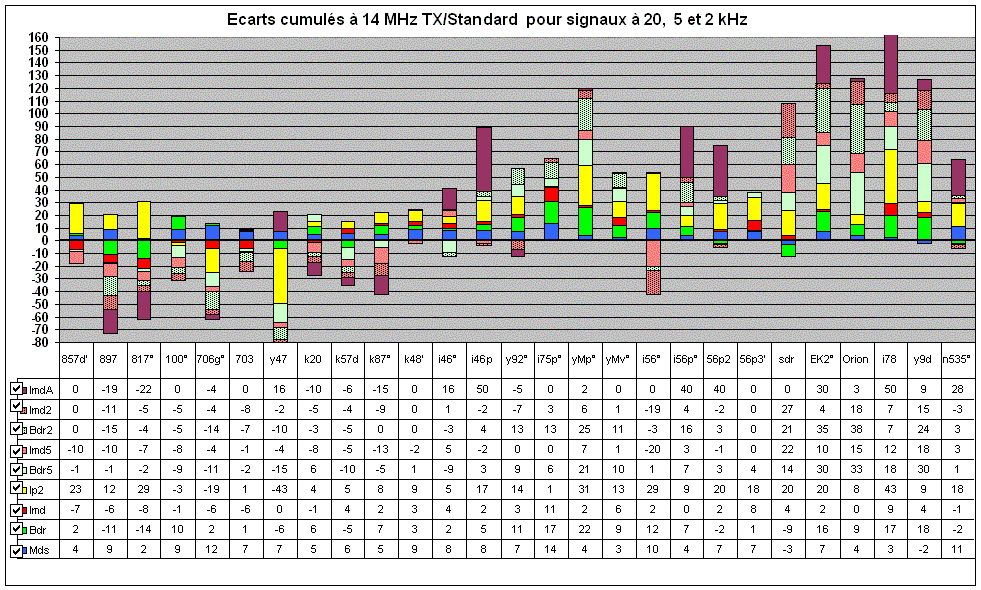 Ecarts cumulés à 14 MHz TX/Standard pour signaux à 20, 5 et 2 kHz
160
150
140
130
120
110
100
90
80
70
60
50
40
30
20
10
0
-10
-20
-30
-40
-50
-60
-70
-80
857d' 897 817° 100° 706g° 703 y47 k20 k57d k87° k48' i46° i46p y92° i75p° yMp° yMv° i56° i56p° 56p2 56p3' sdr EK2° Orion i78 y9d n535°
ImdA 0 -19 -22 0 -4 0 16 -10 -6 -15 0 16 50 -5 0 2 0 0 40 40 0 0 30 3 50 9 28
Imd2 0 -11 -5 -5 -4 -8 -2 -5 -4 -9 0 1 -2 -7 3 6 1 -19 4 -2 0 27 4 18 7 15 -3
Bdr2 0 -15 -4 -5 -14 -7 -10 -3 -5 0 0 -3 4 13 13 25 11 -3 16 3 0 21 35 38 7 24 3
Imd5 -10 -10 -7 -8 -4 -1 -4 -8 -5 -13 -2 5 -2 0 0 7 1 -20 3 -1 0 22 10 15 12 18 3
Bdr5 -1 -1 -2 -9 -11 -2 -15 6 -10 -5 1 -9 3 9 6 21 10 1 7 3 4 14 30 33 18 30 1
Ip2 23 12 29 -3 -19 1 -43 4 5 8 9 5 17 14 1 31 13 29 9 20 18 20 20 8 43 9 18
Imd -7 -6 -8 -1 -6 -6 0 -1 4 2 3 4 2 3 11 2 6 2 0 2 8 4 2 0 9 4 -1
Bdr 2 -11 -14 10 2 1 -6 6 -5 7 3 2 5 11 17 22 9 12 7 -2 1 -9 16 9 17 18 -2
Mds 4 9 2 9 12 7 7 5 6 5 9 8 8 7 14 4 3 10 4 7 7 -3 7 4 3 -2 11